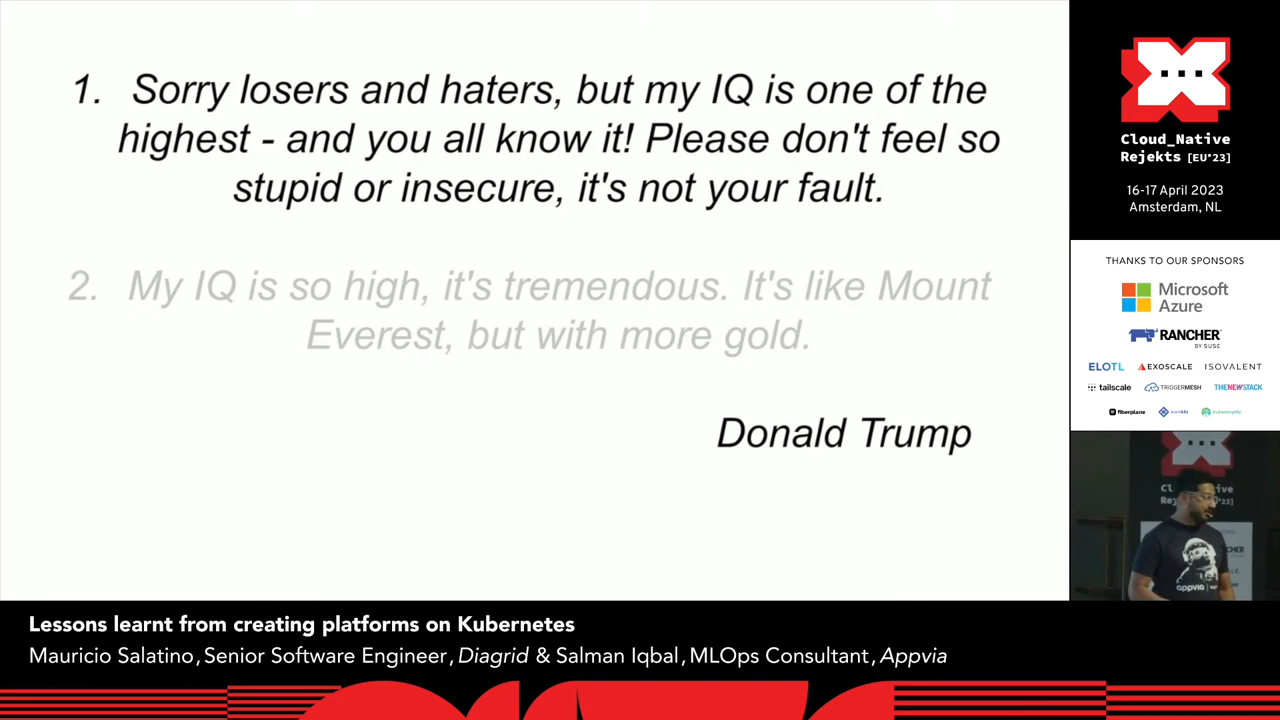 1. Sorry losers and haters, but my IQ is one of the
highest - and you all know it! Please don't feel so
stupid or insecure, it's not your fault.
2. My IQ is so high, it's tremendous. It's like Mount
Everest, but with more gold.
Donald Trump
Cloud_Native
Rejekts [EU*23]
16-17 April 2023
Amsterdam, NL
THANKS TO OUR SPONSORS
Microsoft
Azure
RANCHER
BY SUSE
ELOTL
EXOSCALE
ISOVALENT
tailscale
TRIGGERMESH
THENEWSTACK
fiberplane
learnk8s
kubesimplify
appvia
Lessons learnt from creating platforms on Kubernetes
Mauricio Salatino, Senior Software Engineer, Diagrid & Salman Iqbal, MLOps Consultant, Appvia